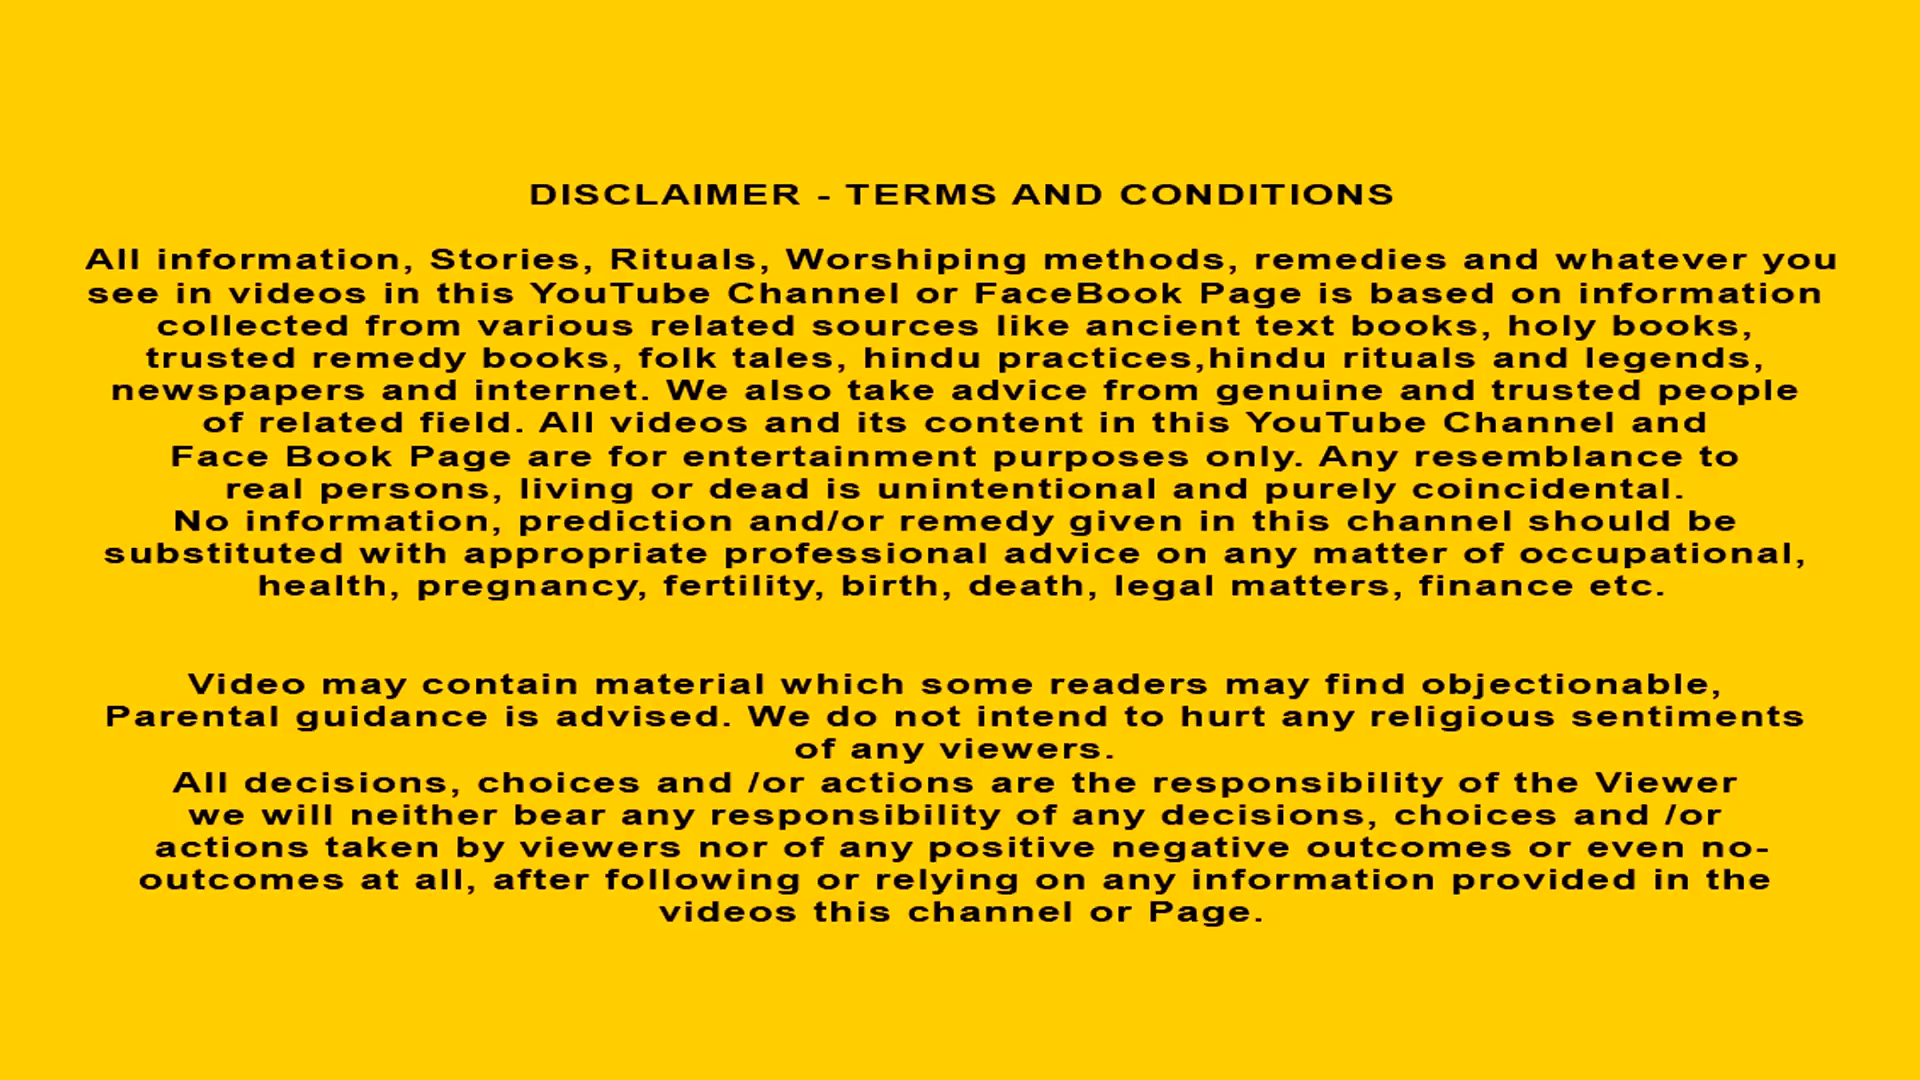 DISCLAIMER - TERMS AND CONDITIONS
All information, Stories, Rituals, Worshiping methods, remedies and whatever you
see in videos in this YouTube Channel or FaceBook Page is based on information
collected from various related sources like ancient text books, holy books,
trusted remedy books, folk tales, hindu practices,hindu rituals and legends,
newspapers and internet. We also take advice from genuine and trusted people
of related field. All videos and its content in this YouTube Channel and
Face Book Page are for entertainment purposes only. Any resemblance to
real persons, living or dead is unintentional and purely coincidental.
No information, prediction and/or remedy given in this channel should be
substituted with appropriate professional advice on any matter of occupational,
health, pregnancy, fertility, birth, death, legal matters, finance etc.
Video may contain material which some readers may find objectionable,
Parental guidance is advised. We do not intend to hurt any religious sentiments
of any viewers.
All decisions, choices and /or actions are the responsibility of the Viewer
we will neither bear any responsibility of any decisions, choices and /or
actions taken by viewers nor of any positive negative outcomes or even no-
outcomes at all, after following or relying on any information provided in the
videos this channel or Page.